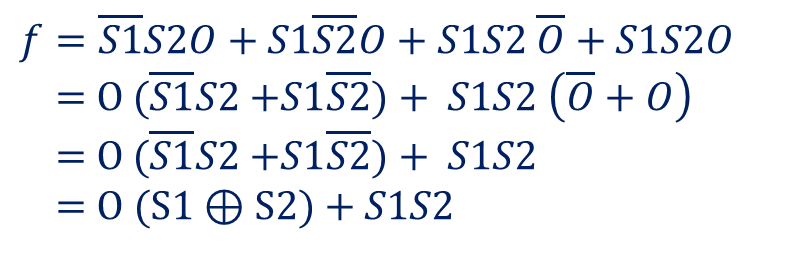 f = S̅1̅S2O + S1S̅2̅O + S1S2 O̅ + S1S2O
= O (S̅1̅S2 +S1S̅2̅) + S1S2 (O̅ + O)
= O (S̅1̅S2 +S1S̅2̅) + S1S2
= O (S1 ⊕ S2) + S1S2